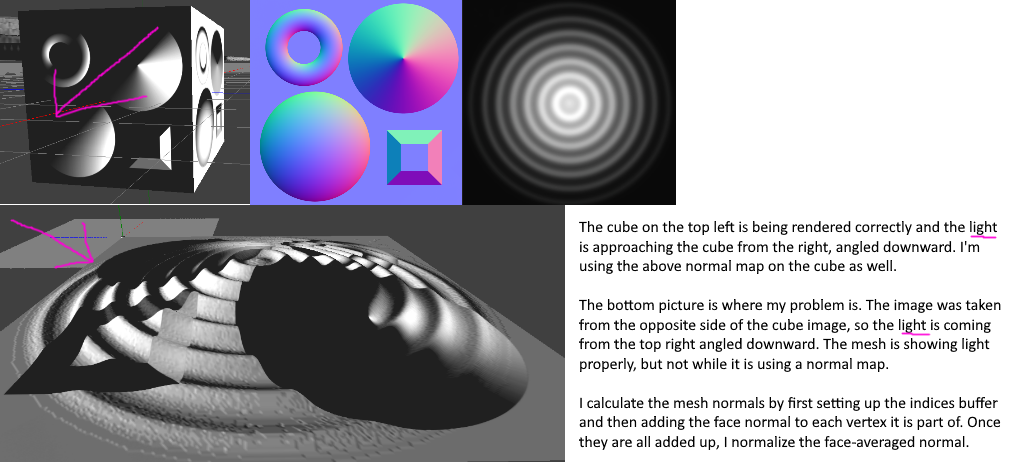 The cube on the top left is being rendered correctly and the light
is approaching the cube from the right, angled downward. I'm
using the above normal map on the cube as well.
The bottom picture is where my problem is. The image was taken
from the opposite side of the cube image, so the light is coming
from the top right angled downward. The mesh is showing light
properly, but not while it is using a normal map.
I calculate the mesh normals by first setting up the indices buffer
and then adding the face normal to each vertex it is part of. Once
they are all added up, I normalize the face-averaged normal.